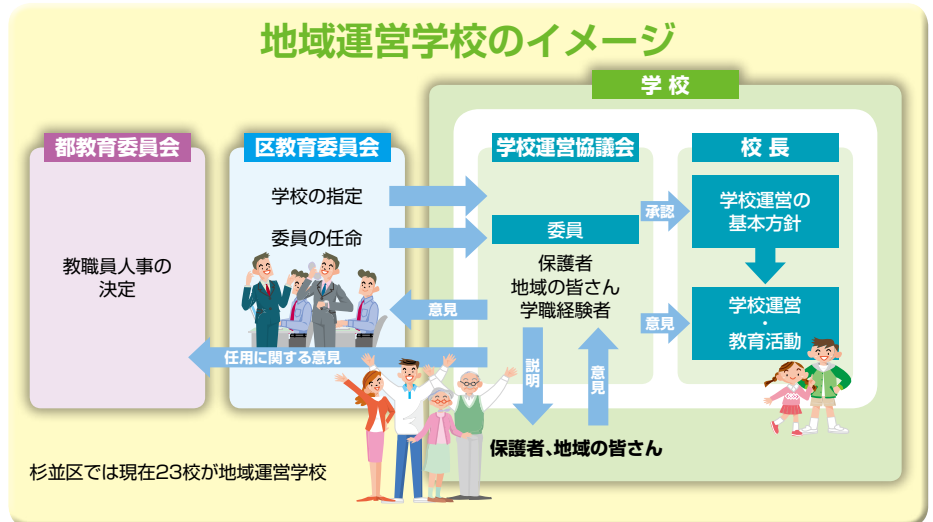 地域運営学校のイメージ
学校
都教育委員会
教職員人事の
決定
区教育委員会
学校の指定
委員の任命
学校運営協議会
委員
保護者
地域の皆さん
学職経験者
校長
学校運営の
基本方針
学校運営
・
教育活動
承認
意見
意見
任用に関する意見
説明
意見
保護者、地域の皆さん
杉並区では現在23校が地域運営学校